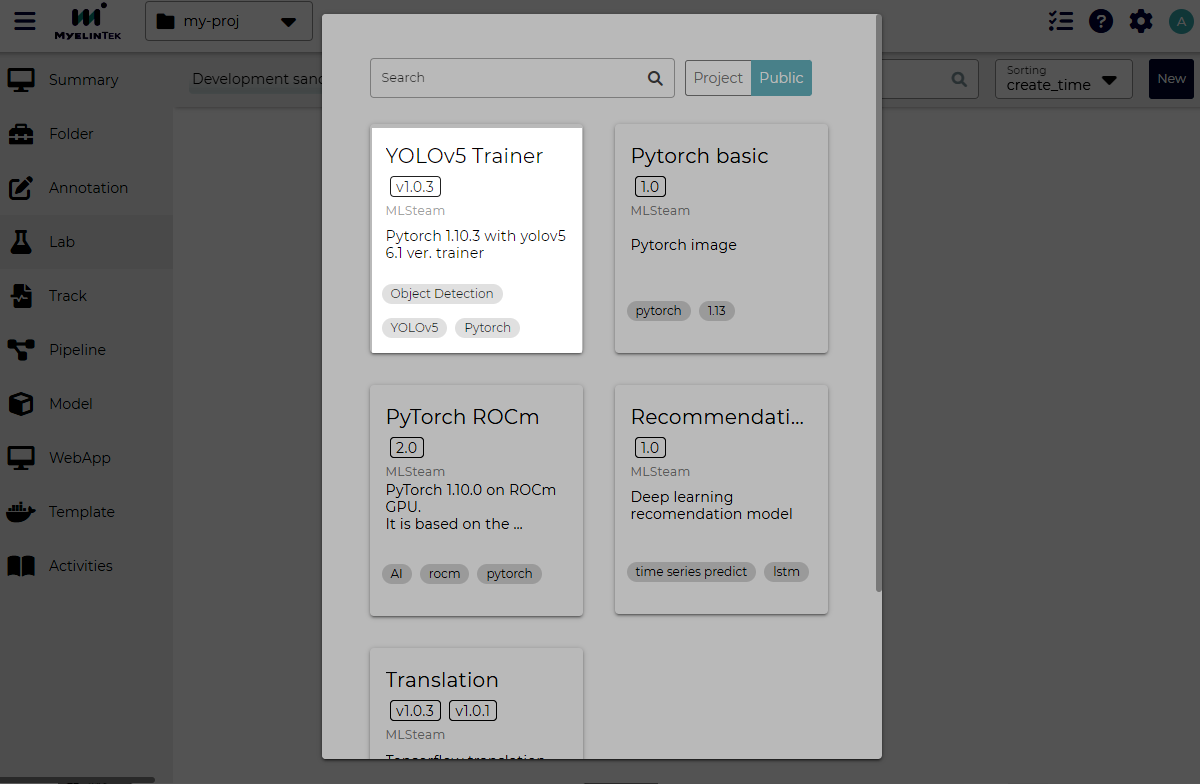 MYELINTEK
my-proj
?
A
Summary
Folder
Annotation
Lab
Track
Pipeline
Model
WebApp
Template
Activities
Development sand
Sorting
create_time
New
Search
Project
Public
YOLOv5 Trainer
v1.0.3
MLSteam
Pytorch 1.10.3 with yolov5
6.1 ver. trainer
Object Detection
YOLOv5 Pytorch
Pytorch basic
1.0
MLSteam
Pytorch image
pytorch 1.13
PyTorch ROCm
2.0
MLSteam
PyTorch 1.10.0 on ROCm
GPU.
It is based on the ...
AI rocm pytorch
Recommendati...
1.0
MLSteam
Deep learning
recomendation model
time series predict lstm
Translation
v1.0.3 v1.0.1
MLSteam
Tensorflow translation